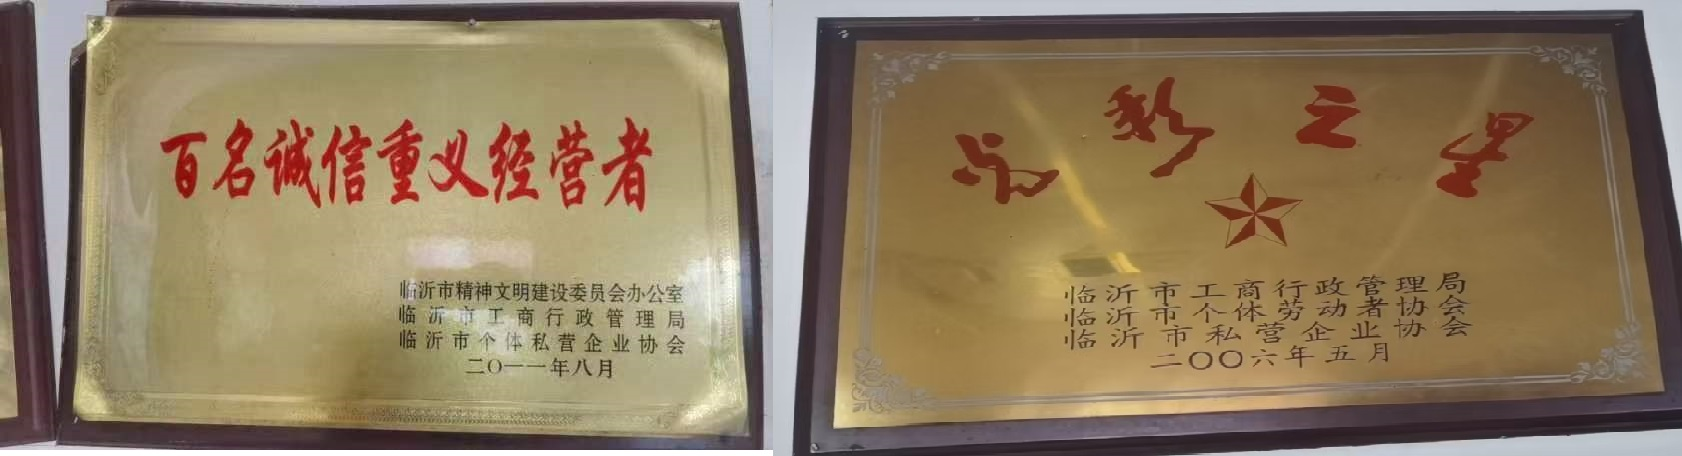 百名诚信重义经营者
临沂市精神文明建设委员会办公室
临沂市工商行政管理局
临沂市个体私营企业协会
二〇一一年八月
光彩之星
临沂市工商行政管理局
临沂市个体劳动者协会
临沂市私营企业协会
二〇〇六年五月